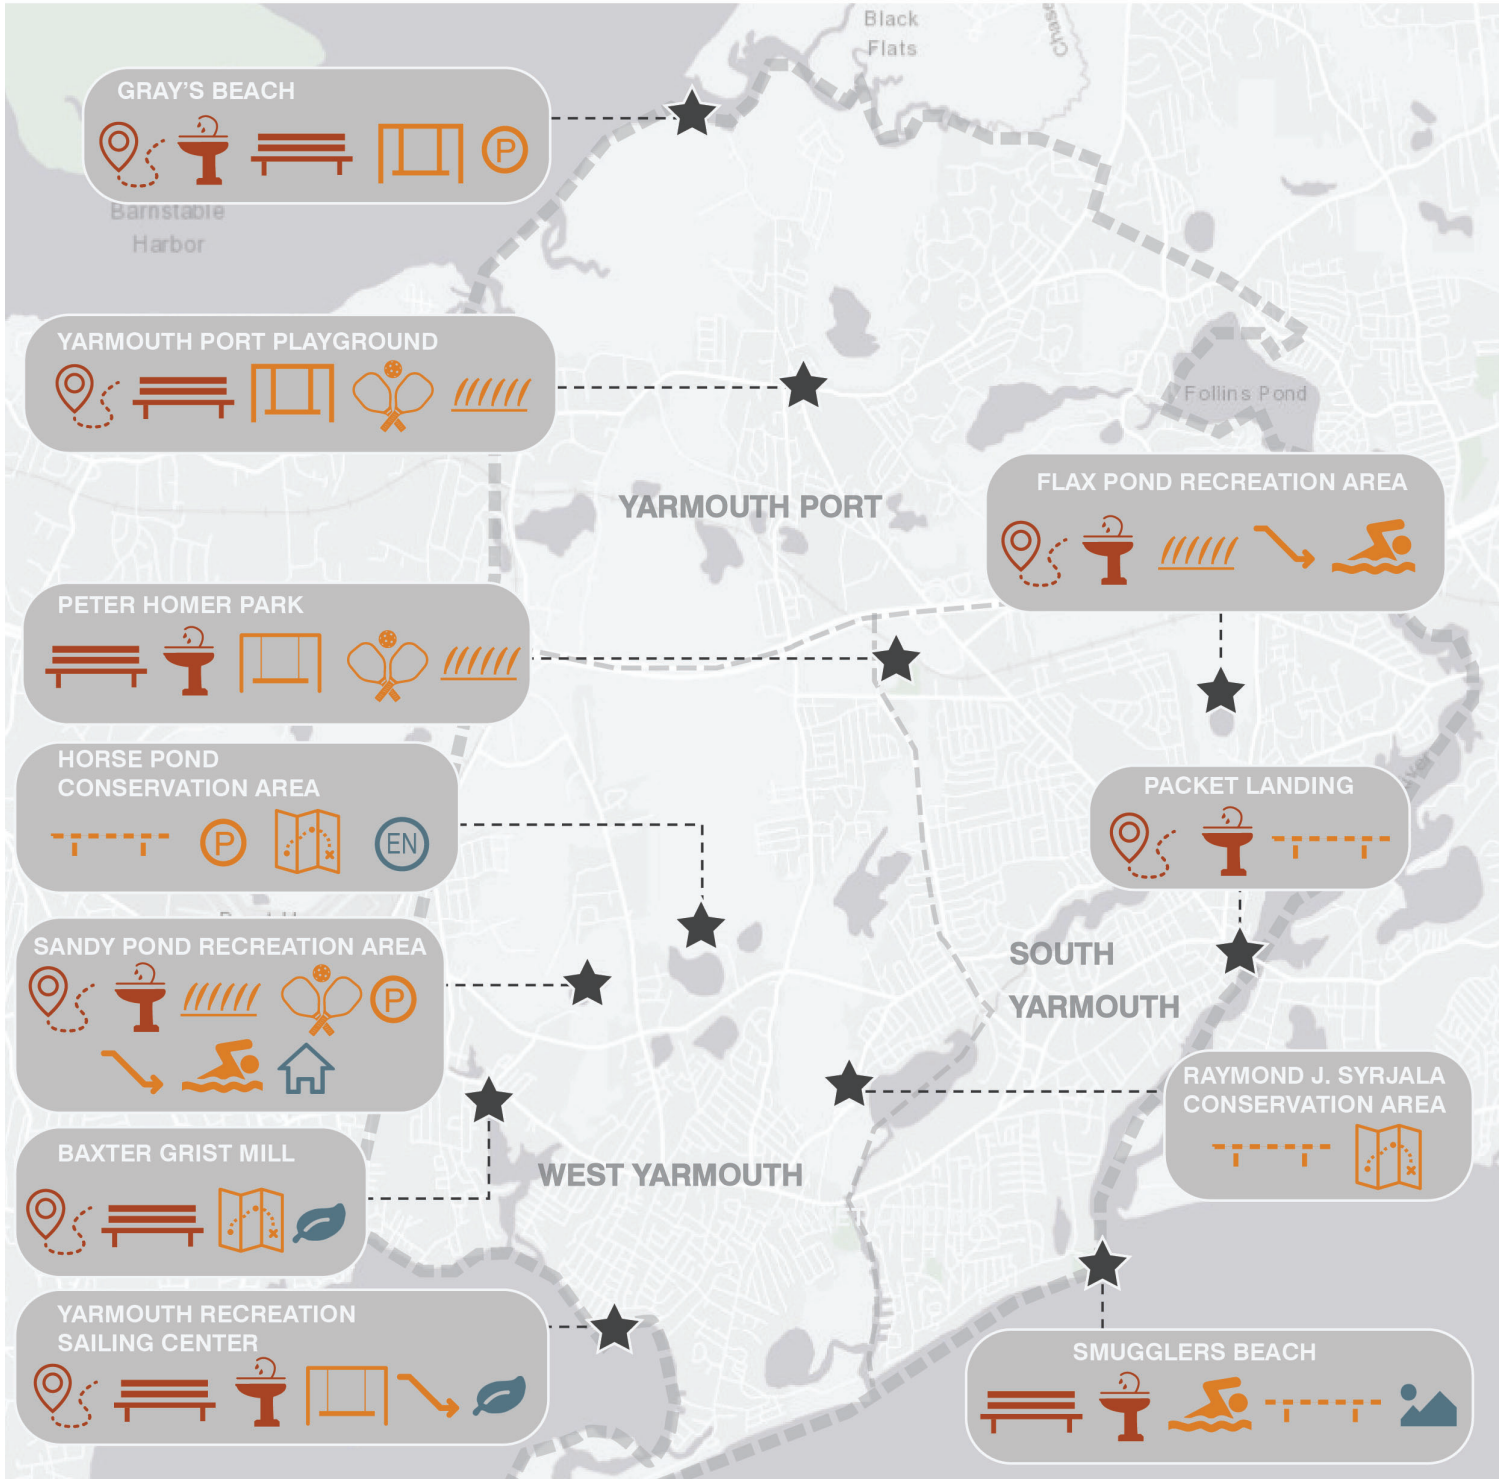 Black
Flats
GRAY'S BEACH
P
Barnstable
Harbor
YARMOUTH PORT PLAYGROUND
Follins Pond
YARMOUTH PORT
FLAX POND RECREATION AREA
PETER HOMER PARK
HORSE POND
CONSERVATION AREA
P
EN
PACKET LANDING
SANDY POND RECREATION AREA
P
SOUTH
YARMOUTH
RAYMOND J. SYRJALA
CONSERVATION AREA
BAXTER GRIST MILL
WEST YARMOUTH
YARMOUTH RECREATION
SAILING CENTER
SMUGGLERS BEACH